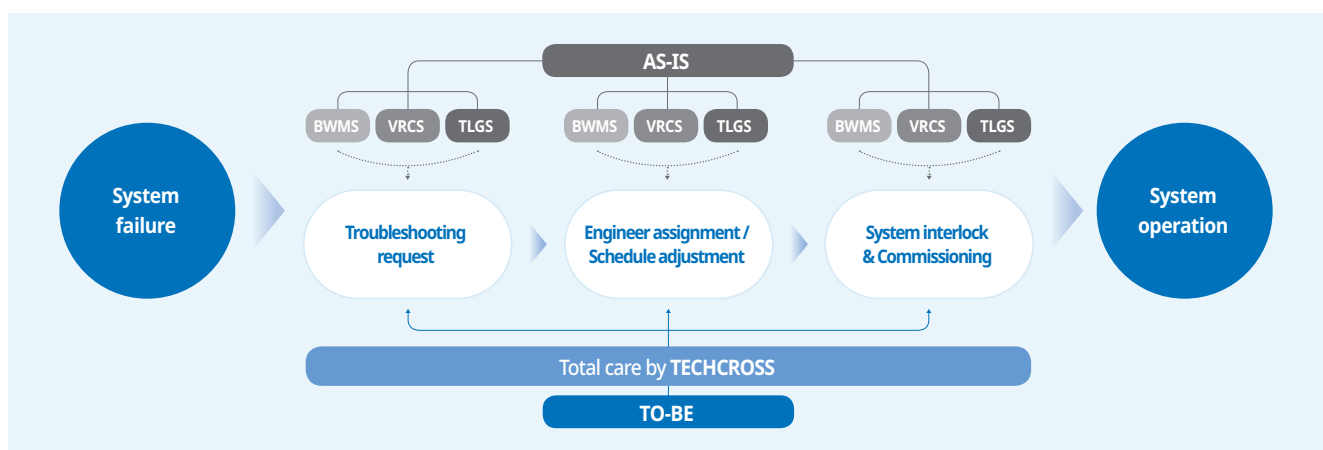 AS-IS
BWMS VRCS TLGS
BWMS VRCS TLGS
BWMS VRCS TLGS
System
failure
Troubleshooting
request
Engineer assignment /
Schedule adjustment
System interlock
& Commissioning
System
operation
Total care by TECHCROSS
TO-BE